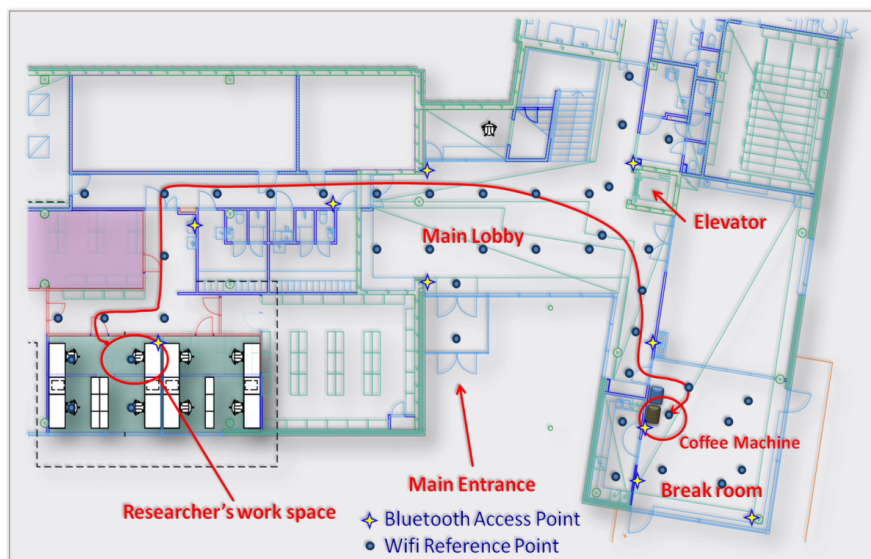 Elevator
Main Lobby
Coffee Machine
Main Entrance
Break room
Researcher's work space
Bluetooth Access Point
Wifi Reference Point